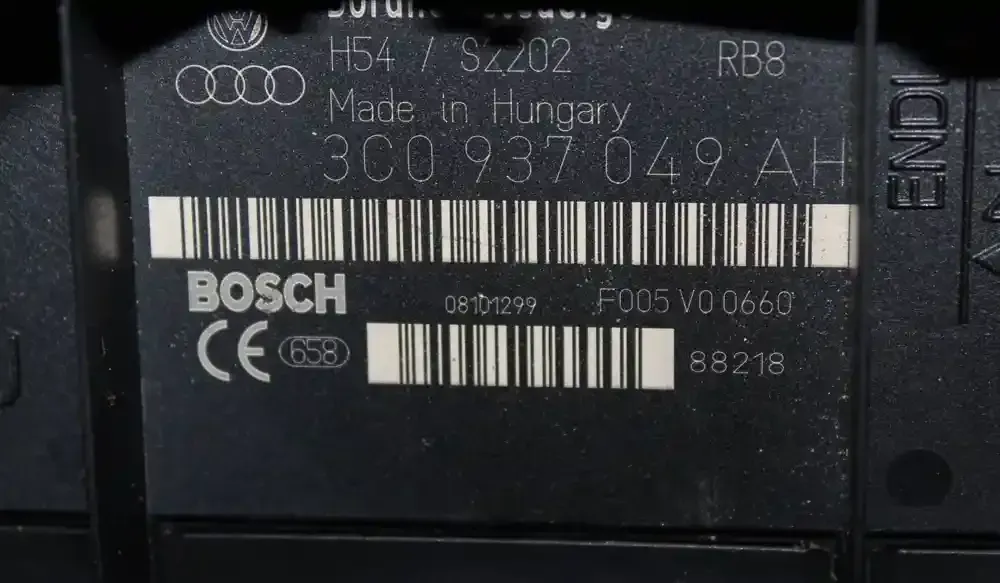 H54 / S2202 RB8
Made in Hungary
3C0 937 049 AH
BOSCH 08101299 F005 V0 0660
CE 658 88218